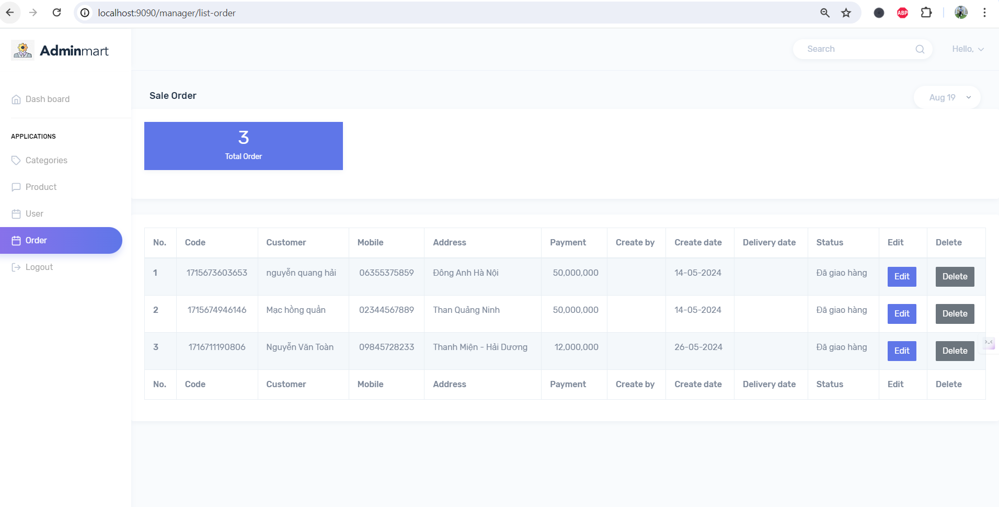 localhost:9090/manager/list-order
ABP
Adminmart
Search
Hello,
Dash board
Sale Order
Aug 19
APPLICATIONS
Categories
Product
User
Order
Logout
3
Total Order
No. Code Customer Mobile Address Payment Create by Create date Delivery date Status Edit Delete
1 1715673603653 nguyễn quang hải 06355375859 Đông Anh Hà Nội 50,000,000 14-05-2024 Đã giao hàng Edit Delete
2 1715674946146 Mạc hồng quần 02344567889 Than Quảng Ninh 50,000,000 14-05-2024 Đã giao hàng Edit Delete
3 1716711190806 Nguyễn Văn Toàn 09845728233 Thanh Miện - Hải Dương 12,000,000 26-05-2024 Đã giao hàng Edit Delete
No. Code Customer Mobile Address Payment Create by Create date Delivery date Status Edit Delete